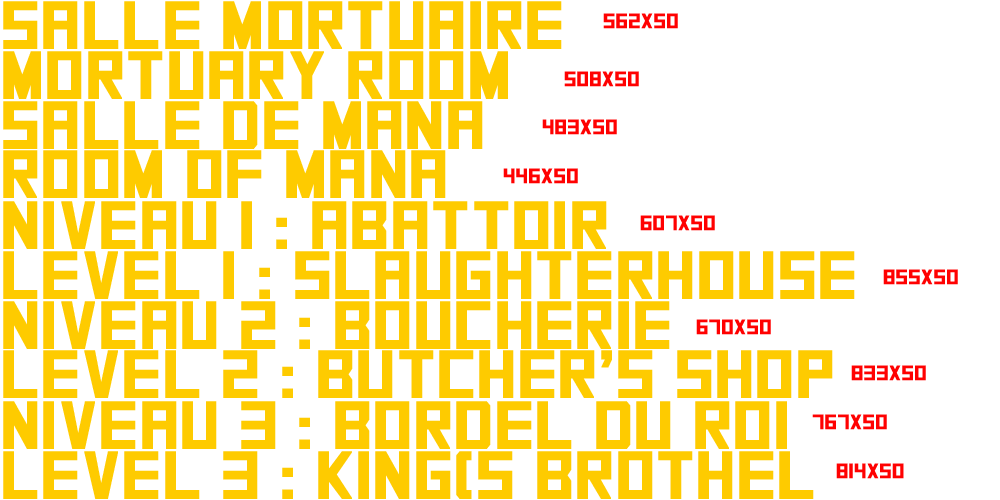 SALLE MORTUAIRE 562X50
MORTUARY ROOM 508X50
SALLE DE MANA 483X50
ROOM OF MANA 446X50
NIVEAU 1 : ABATTOIR 607X50
LEVEL 1 : SLAUGHTERHOUSE 855X50
NIVEAU 2 : BOUCHERIE 670X50
LEVEL 2 : BUTCHER'S SHOP 833X50
NIVEAU 3 : BORDEL DU ROI 767X50
LEVEL 3 : KING(S BROTHEL 814X50